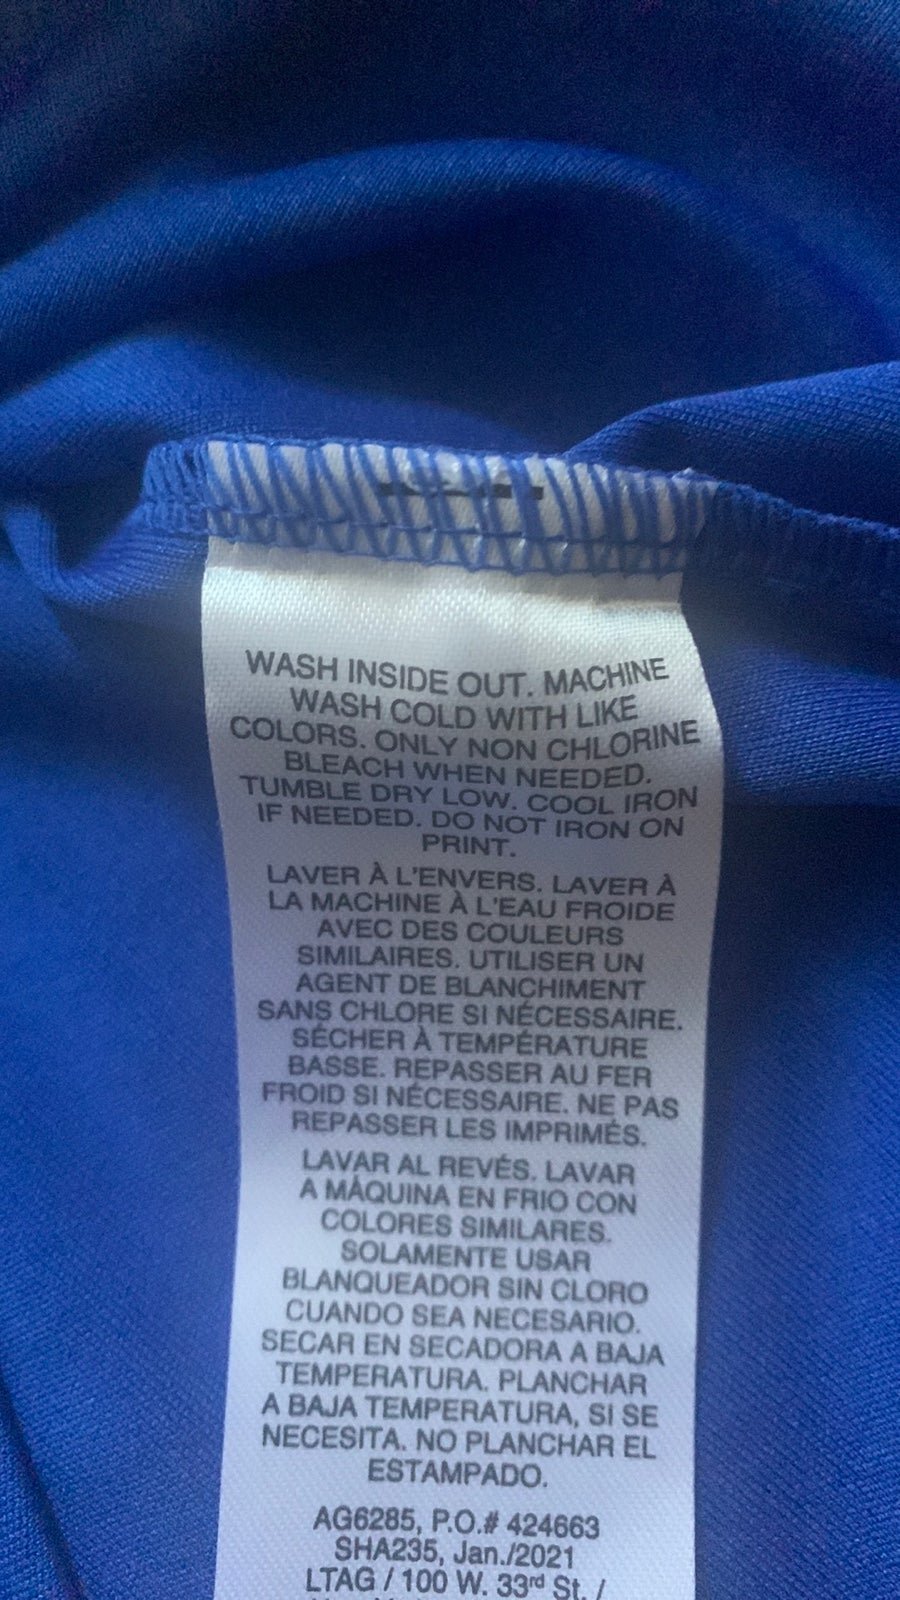 WASH INSIDE OUT. MACHINE
WASH COLD WITH LIKE
COLORS. ONLY NON CHLORINE
BLEACH WHEN NEEDED.
TUMBLE DRY LOW. COOL IRON
IF NEEDED. DO NOT IRON ON
PRINT.
LAVER À L'ENVERS. LAVER À
LA MACHINE À L'EAU FROIDE
AVEC DES COULEURS
SIMILAIRES. UTILISER UN
AGENT DE BLANCHIMENT
SANS CHLORE SI NÉCESSAIRE.
SÉCHER À TEMPÉRATURE
BASSE. REPASSER AU FER
FROID SI NÉCESSAIRE. NE PAS
REPASSER LES IMPRIMÉS.
LAVAR AL REVÉS. LAVAR
A MÁQUINA EN FRIO CON
COLORES SIMILARES.
SOLAMENTE USAR
BLANQUEADOR SIN CLORO
CUANDO SEA NECESARIO.
SECAR EN SECADORA A BAJA
TEMPERATURA. PLANCHAR
A BAJA TEMPERATURA, SI SE
NECESITA. NO PLANCHAR EL
ESTAMPADO.
AG6285, P.O.# 424663
SHA235, Jan./2021
LTAG / 100 W. 33rd St. /